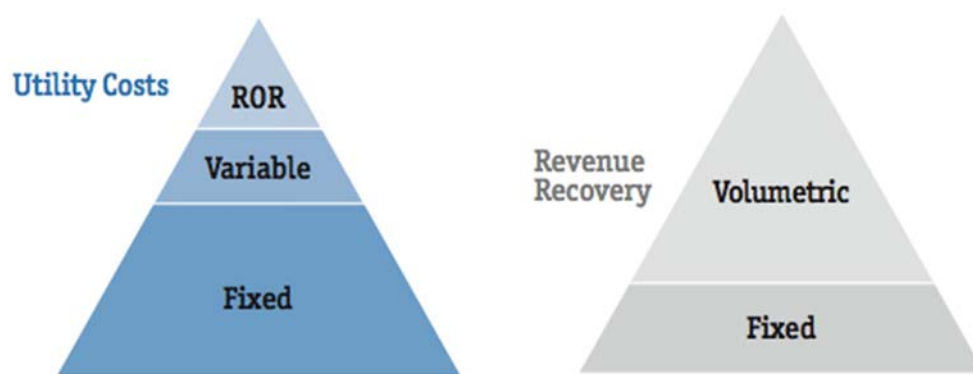 Utility Costs
ROR
Variable
Fixed
Revenue
Recovery
Volumetric
Fixed